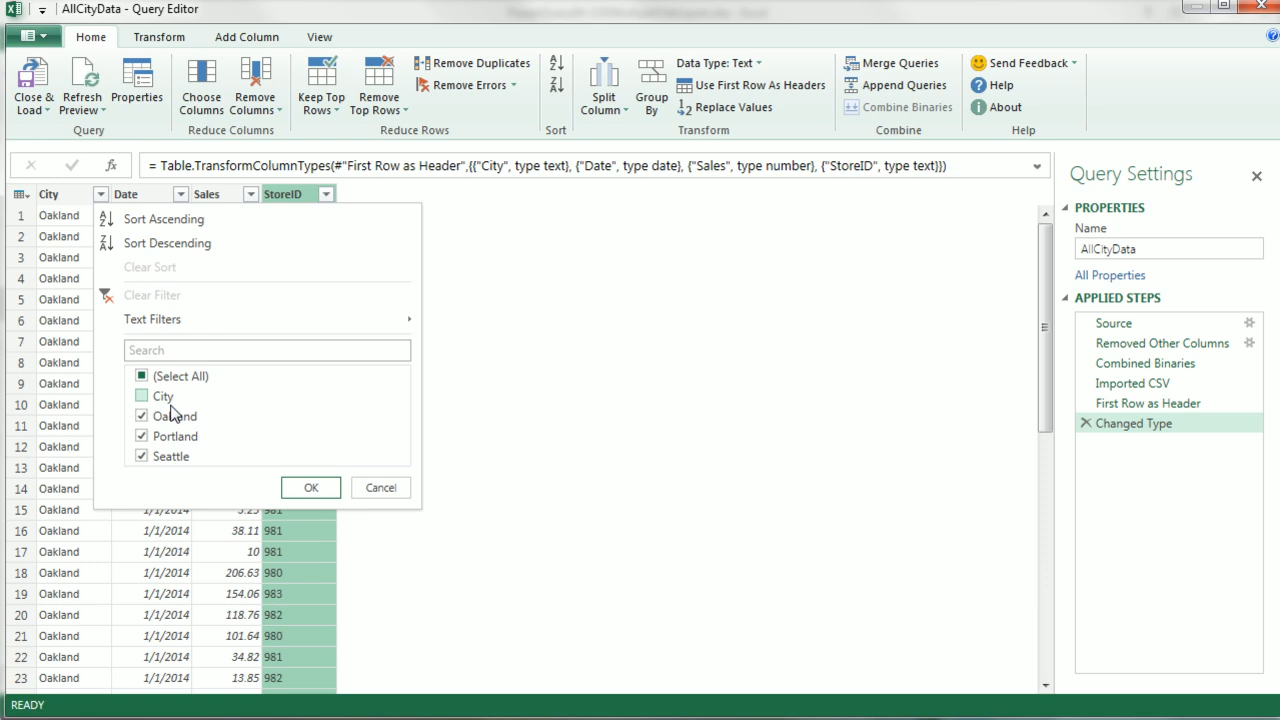 AllCityData - Query Editor
Home Transform Add Column View
Close & Load
Refresh Preview
Properties
Query
Choose Columns
Remove Columns
Reduce Columns
Keep Top Rows
Remove Top Rows
Remove Duplicates
Remove Errors
Reduce Rows
Sort
Split Column
Group By
Data Type: Text
Use First Row As Headers
Replace Values
Transform
Merge Queries
Append Queries
Combine Binaries
Combine
Send Feedback
Help
About
Help
= Table.TransformColumnTypes(#"First Row as Header",{{"City", type text}, {"Date", type date}, {"Sales", type number}, {"StoreID", type text}})
City Date Sales StoreID
1 Oakland
2 Oakland
3 Oakland
4 Oakland
5 Oakland
6 Oakland
7 Oakland
8 Oakland
9 Oakland
10 Oakland
11 Oakland
12 Oakland
13 Oakland
14 Oakland
15 Oakland 1/1/2014 981
16 Oakland 1/1/2014 38.11 981
17 Oakland 1/1/2014 10 981
18 Oakland 1/1/2014 206.63 980
19 Oakland 1/1/2014 154.06 983
20 Oakland 1/1/2014 118.76 982
21 Oakland 1/1/2014 101.64 980
22 Oakland 1/1/2014 34.82 981
23 Oakland 1/1/2014 13.85 982
Sort Ascending
Sort Descending
Clear Sort
Clear Filter
Text Filters
Search
(Select All)
City
Oakland
Portland
Seattle
OK Cancel
Query Settings
PROPERTIES
Name
AllCityData
All Properties
APPLIED STEPS
Source
Removed Other Columns
Combined Binaries
Imported CSV
First Row as Header
Changed Type
READY